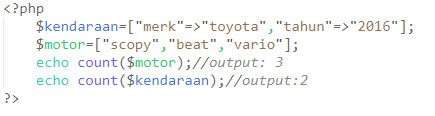 <?php
$kendaraan=["merk"=>"toyota","tahun"=>"2016"];
$motor=["scopy","beat","vario"];
echo count($motor);//output: 3
echo count($kendaraan);//output:2
?>